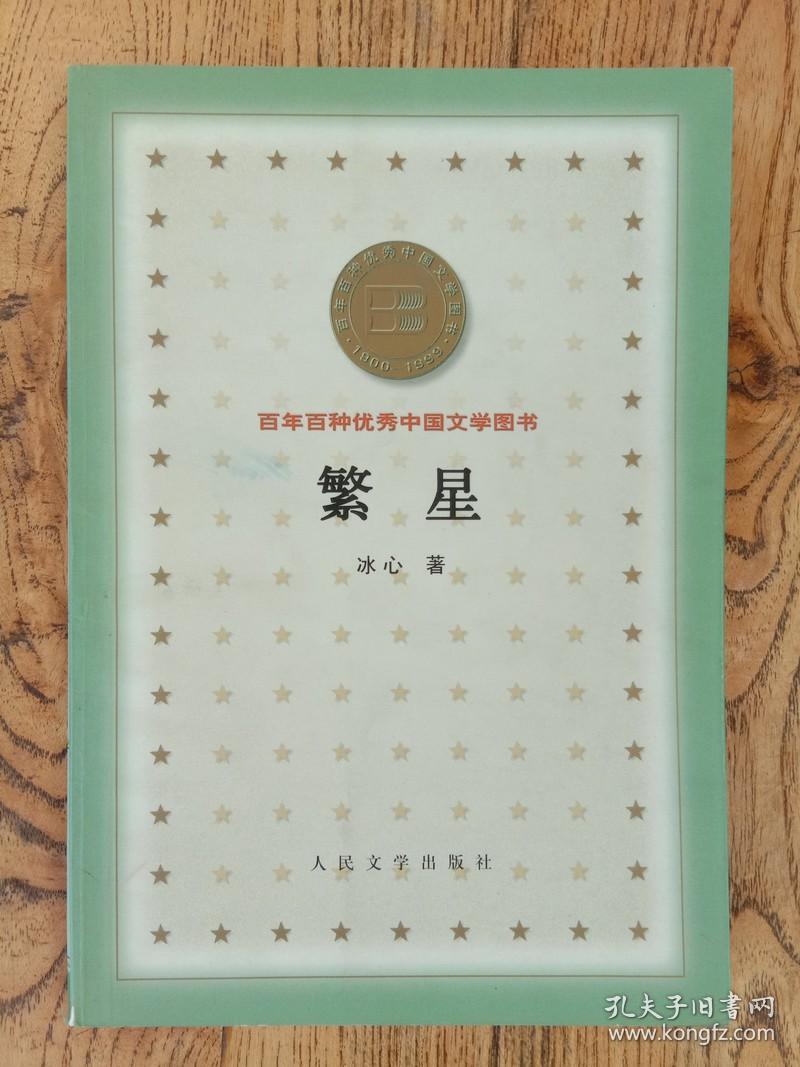 百年百种优秀中国文学图书
·1900-1999·
百年百种优秀中国文学图书
繁星
冰心 著
人民文学出版社
孔夫子旧书网
www.kongfz.com